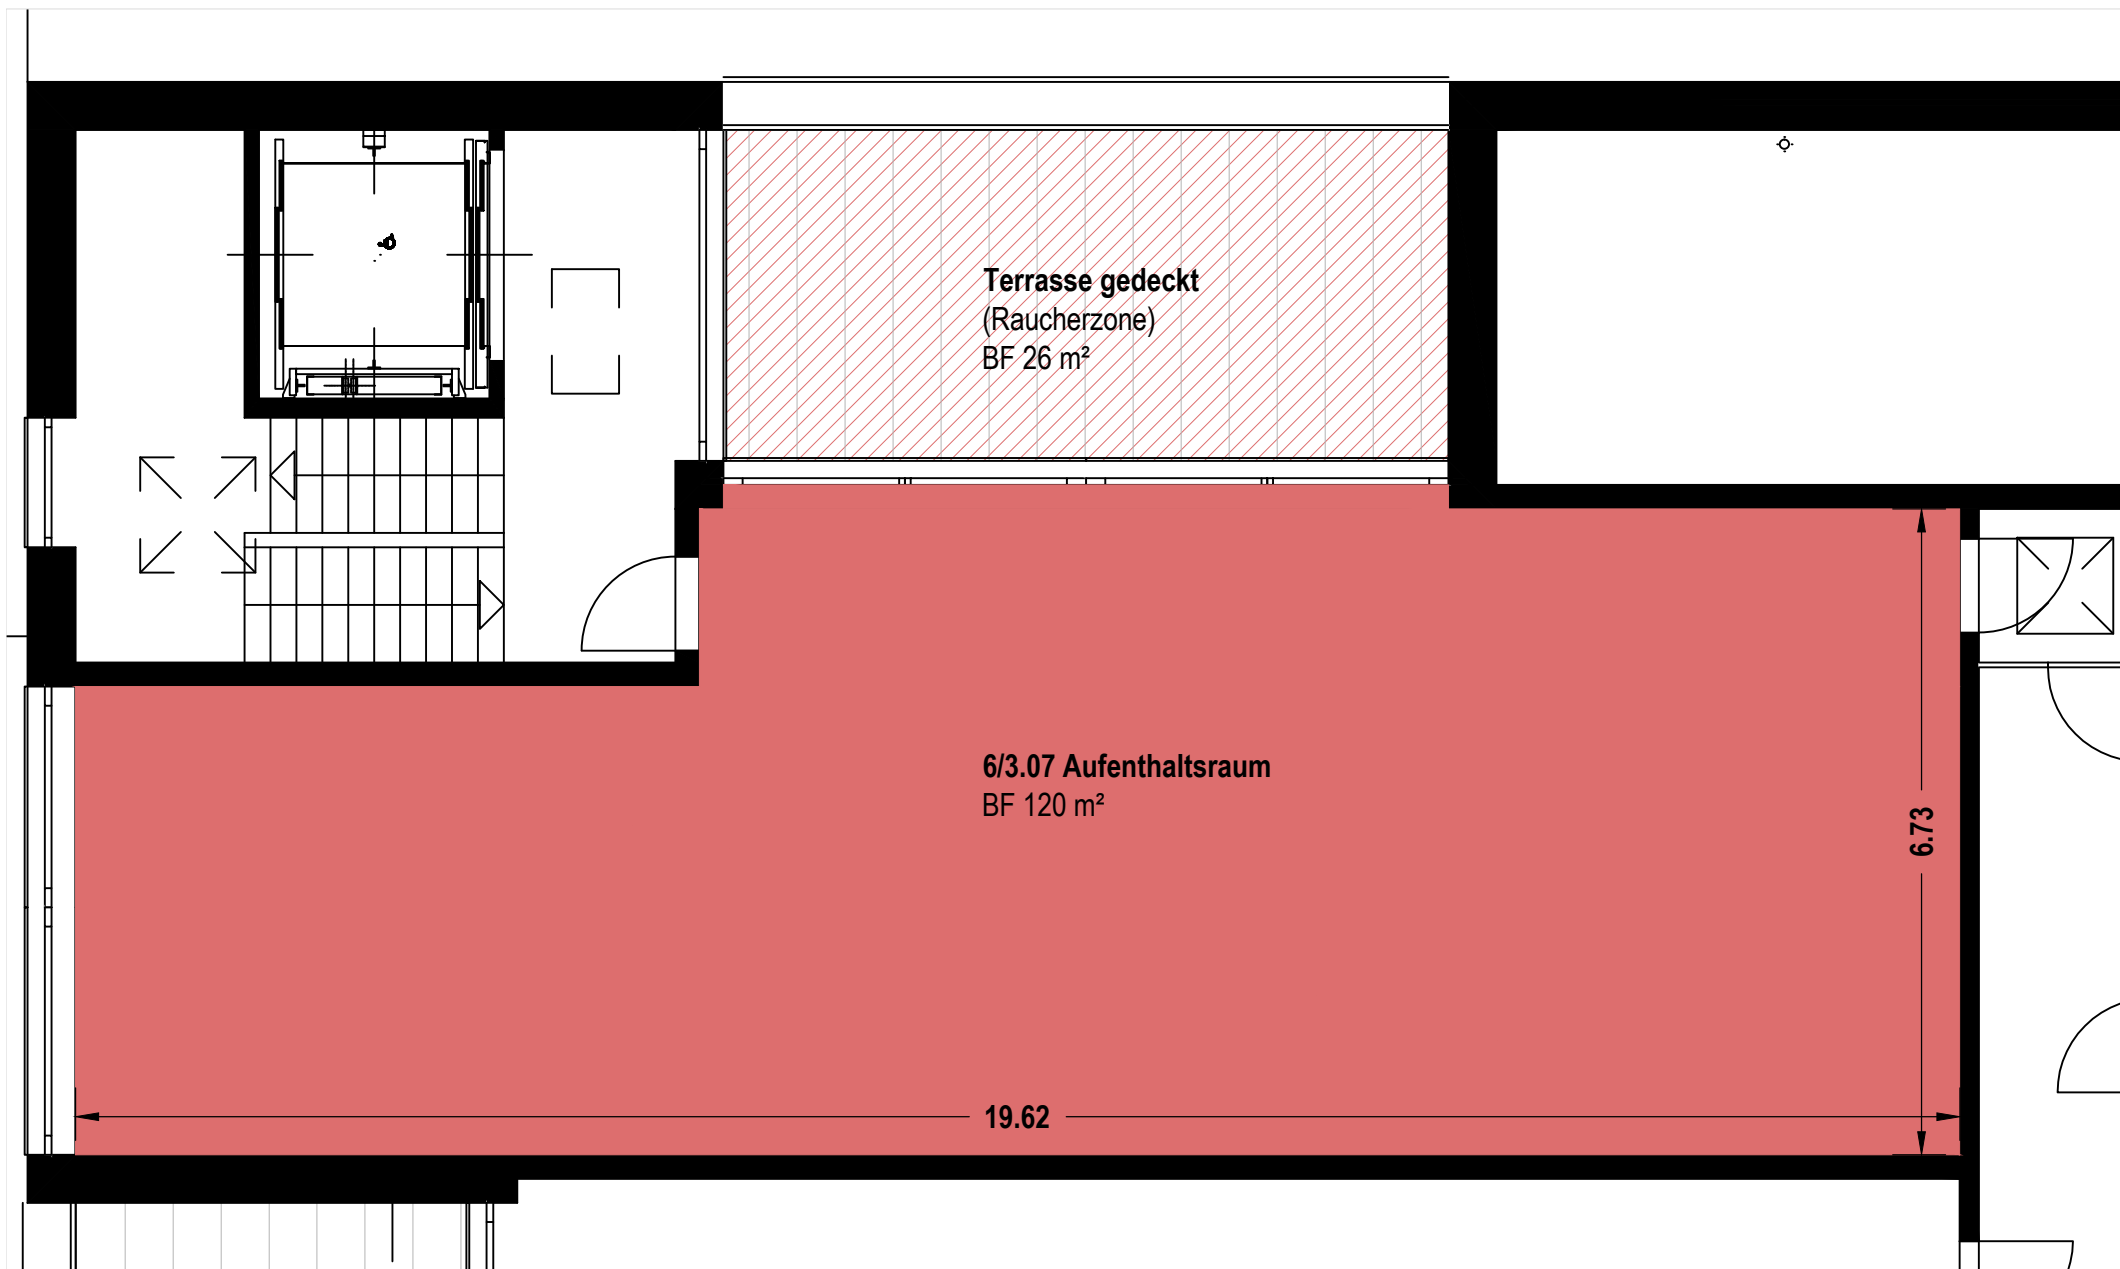 Terrasse gedeckt
(Raucherzone)
BF 26 m²
6/3.07 Aufenthaltsraum
BF 120 m²
6.73
19.62